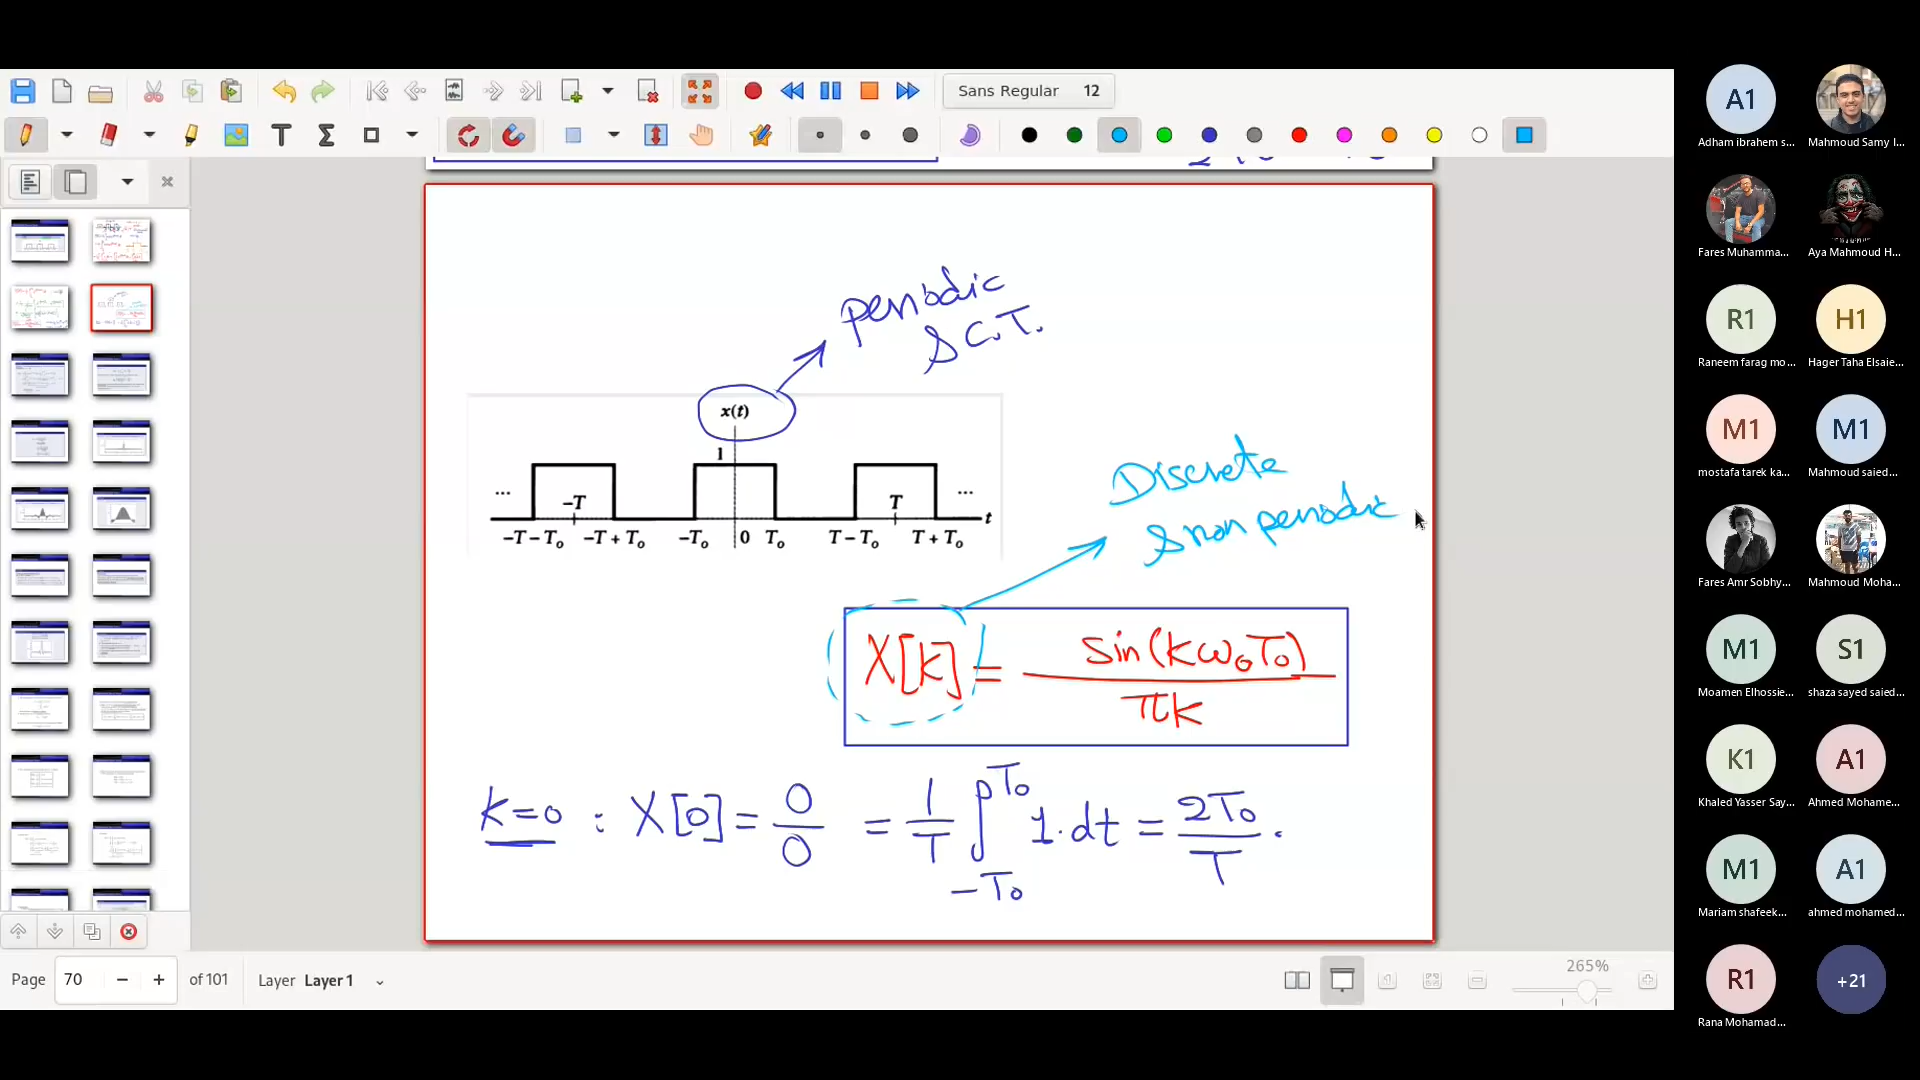 Sans Regular 12
periodic
& C.T.
x(t)
1
... −T T ... t
−T − T₀ −T + T₀ −T₀ 0 T₀ T − T₀ T + T₀
Discrete
& non periodic
X[k] = sin(kω₀T₀) / πk
k=0 : X[0] = 0/0 = 1/T ∫_{-T₀}^{T₀} 1. dt = 2T₀/T .
Page 70 of 101 Layer Layer 1
265%
A1
Adham ibrahem s...
Mahmoud Samy I...
Fares Muhamma...
Aya Mahmoud H...
R1
Raneem farag mo...
H1
Hager Taha Elsaie...
M1
mostafa tarek ka...
M1
Mahmoud saied...
Fares Amr Sobhy...
Mahmoud Moha...
M1
Moamen Elhossie...
S1
shaza sayed saied...
K1
Khaled Yasser Say...
A1
Ahmed Mohame...
M1
Mariam shafeek...
A1
ahmed mohamed...
R1
Rana Mohamad...
+21